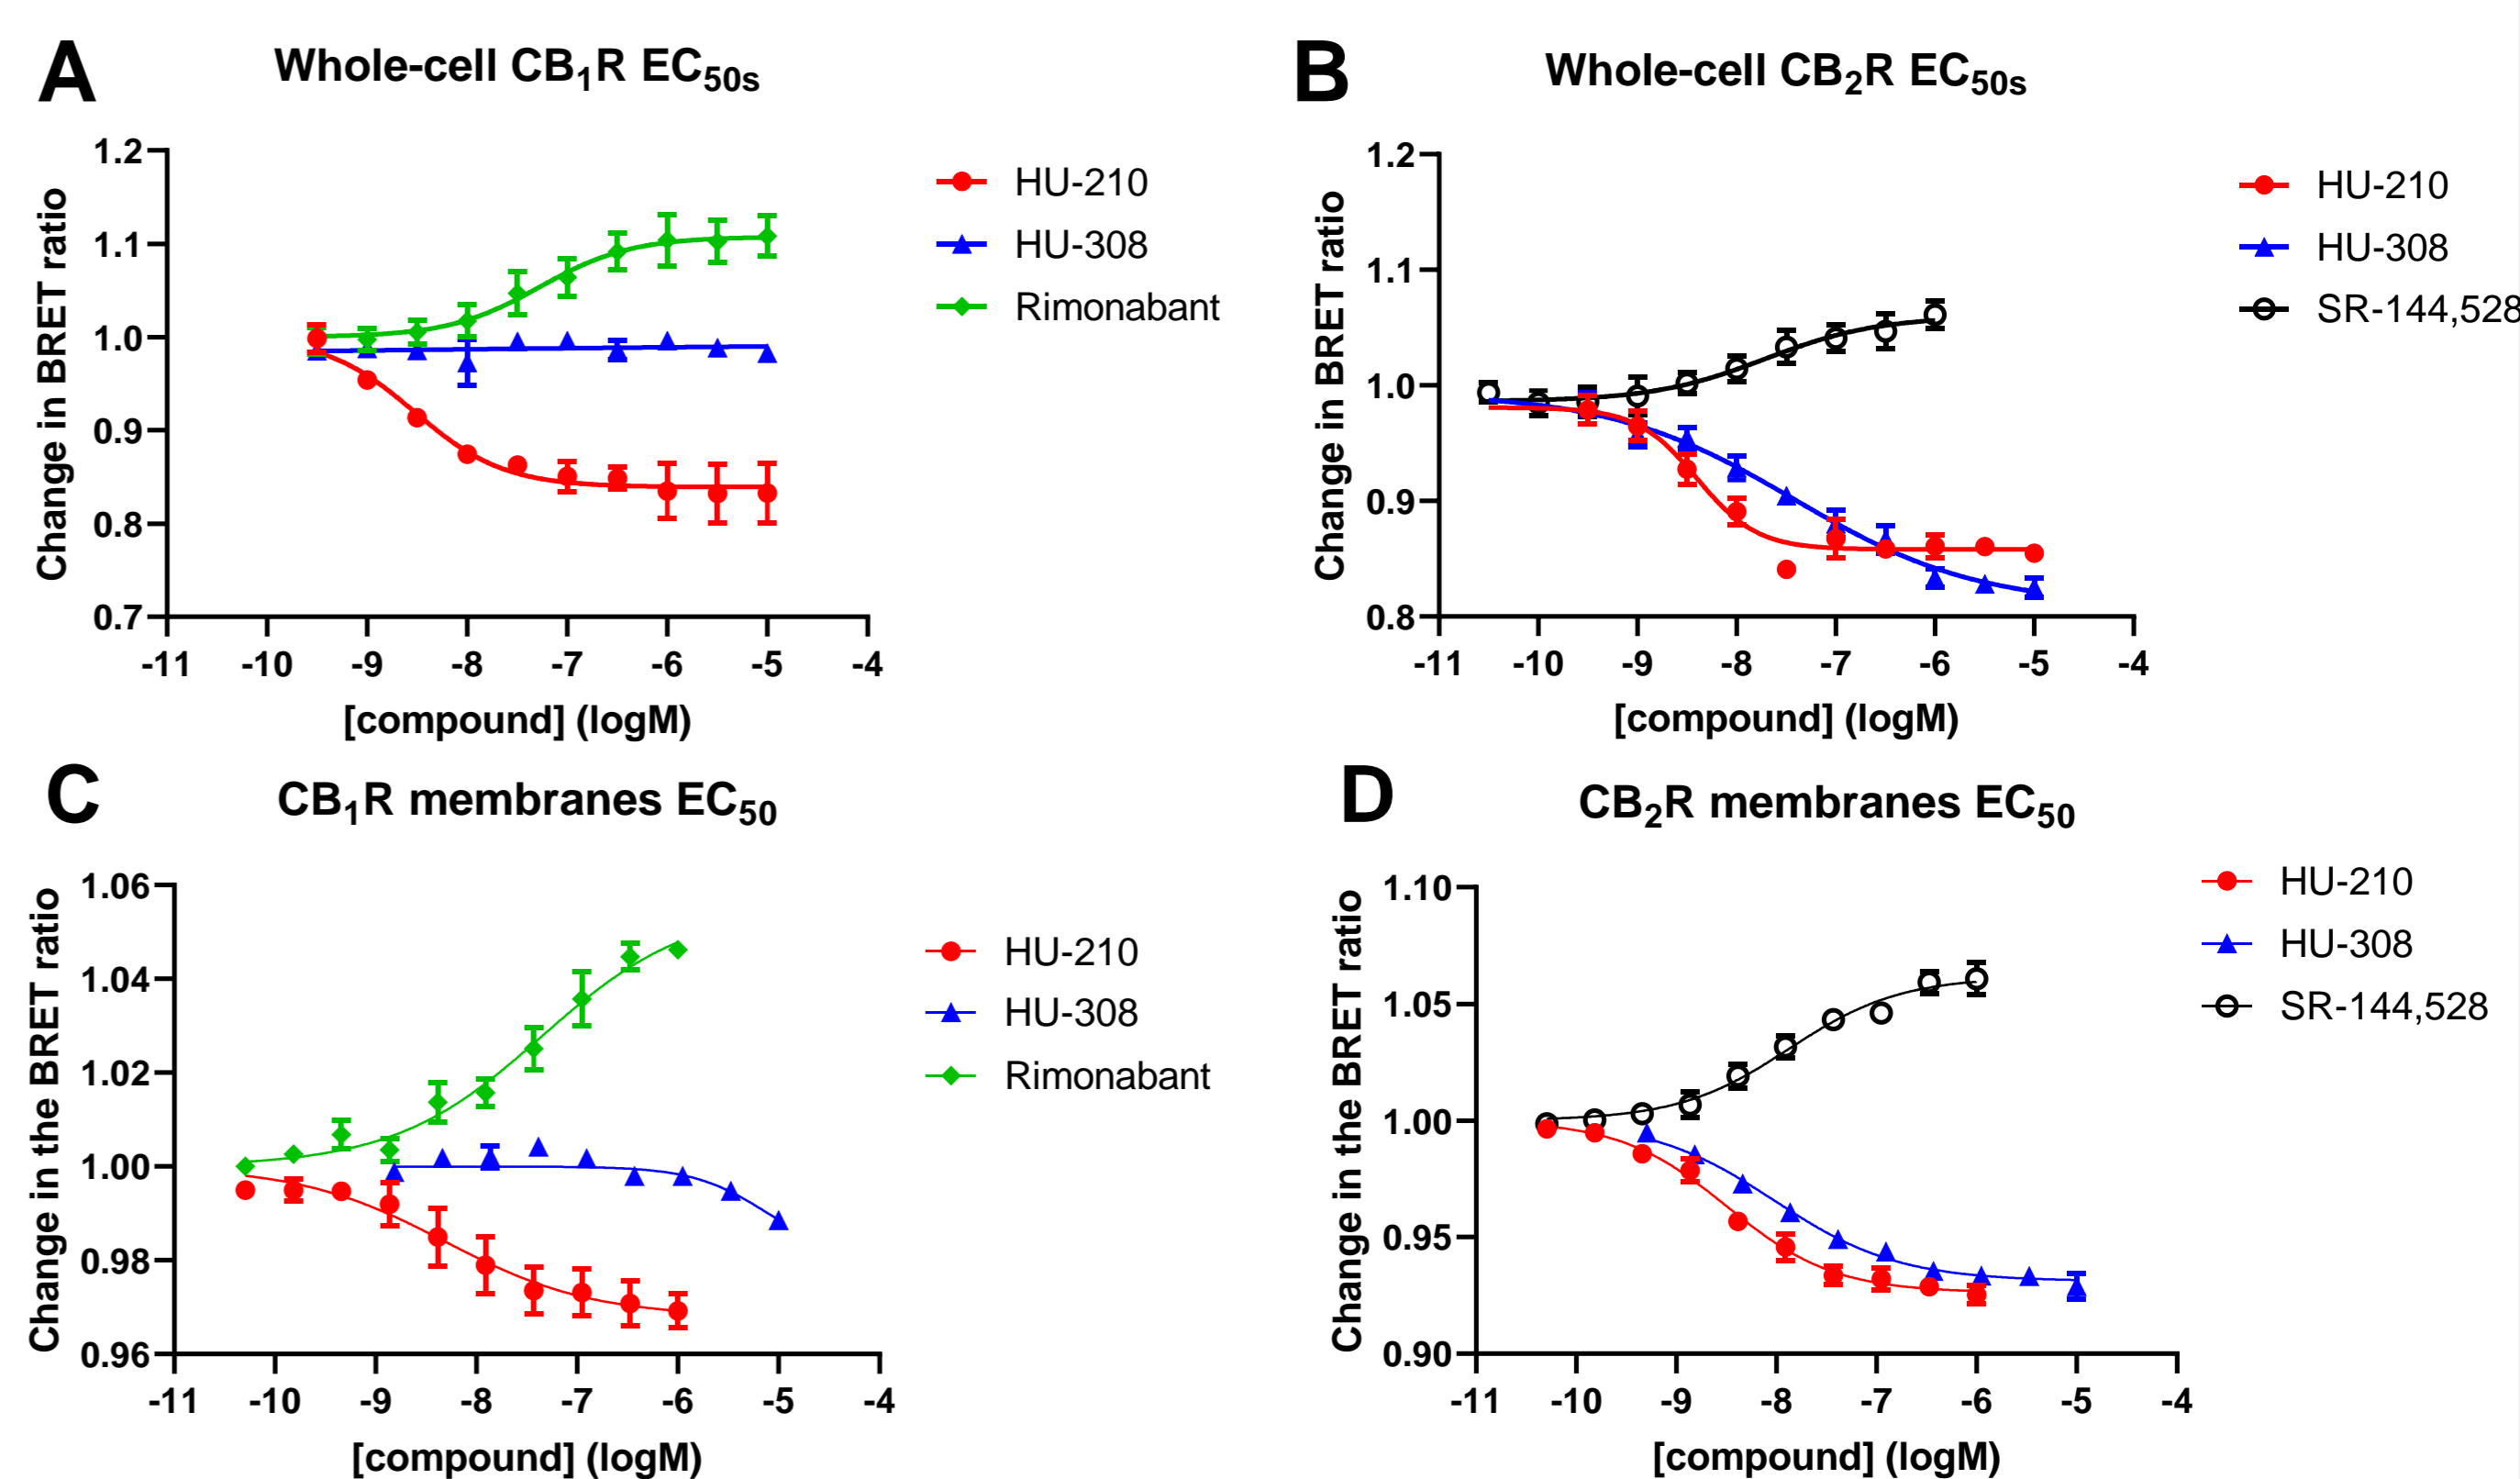 A
Whole-cell CB₁R EC₅₀ₛ
Change in BRET ratio
1.2
1.1
1.0
0.9
0.8
0.7
-11 -10 -9 -8 -7 -6 -5 -4
[compound] (logM)
HU-210
HU-308
Rimonabant
B
Whole-cell CB₂R EC₅₀ₛ
Change in BRET ratio
1.2
1.1
1.0
0.9
0.8
-11 -10 -9 -8 -7 -6 -5 -4
[compound] (logM)
HU-210
HU-308
SR-144,528
C
CB₁R membranes EC₅₀
Change in the BRET ratio
1.06
1.04
1.02
1.00
0.98
0.96
-11 -10 -9 -8 -7 -6 -5 -4
[compound] (logM)
HU-210
HU-308
Rimonabant
D
CB₂R membranes EC₅₀
Change in the BRET ratio
1.10
1.05
1.00
0.95
0.90
-11 -10 -9 -8 -7 -6 -5 -4
[compound] (logM)
HU-210
HU-308
SR-144,528